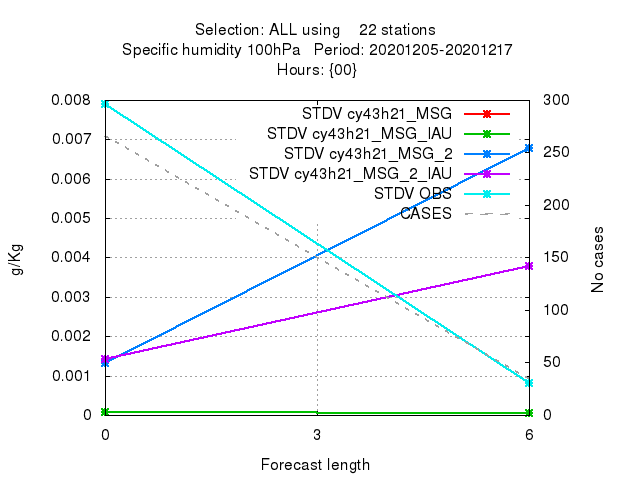 Selection: ALL using    22 stations
Specific humidity 100hPa   Period: 20201205-20201217
Hours: {00}
STDV cy43h21_MSG
STDV cy43h21_MSG_IAU
STDV cy43h21_MSG_2
STDV cy43h21_MSG_2_IAU
STDV OBS
CASES
g/Kg
0.008
0.007
0.006
0.005
0.004
0.003
0.002
0.001
0
300
250
200
150
100
50
0
No cases
0 3 6
Forecast length